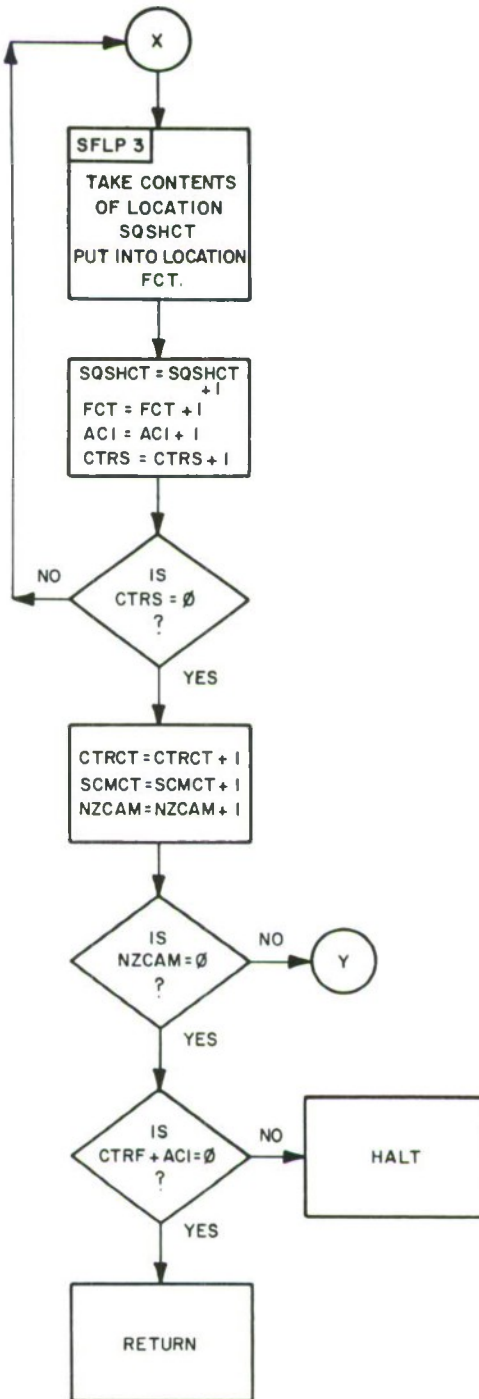 X
SFLP 3
TAKE CONTENTS
OF LOCATION
SQSHCT
PUT INTO LOCATION
FCT.
SQSHCT = SQSHCT
+1
FCT = FCT +1
ACI = ACI + 1
CTRS = CTRS + 1
NO
IS
CTRS = Ø
?
YES
CTRCT = CTRCT + 1
SCMCT = SCMCT + 1
NZCAM = NZCAM + 1
IS
NZCAM = Ø
?
NO
Y
YES
IS
CTRF + ACI = Ø
?
NO
HALT
YES
RETURN